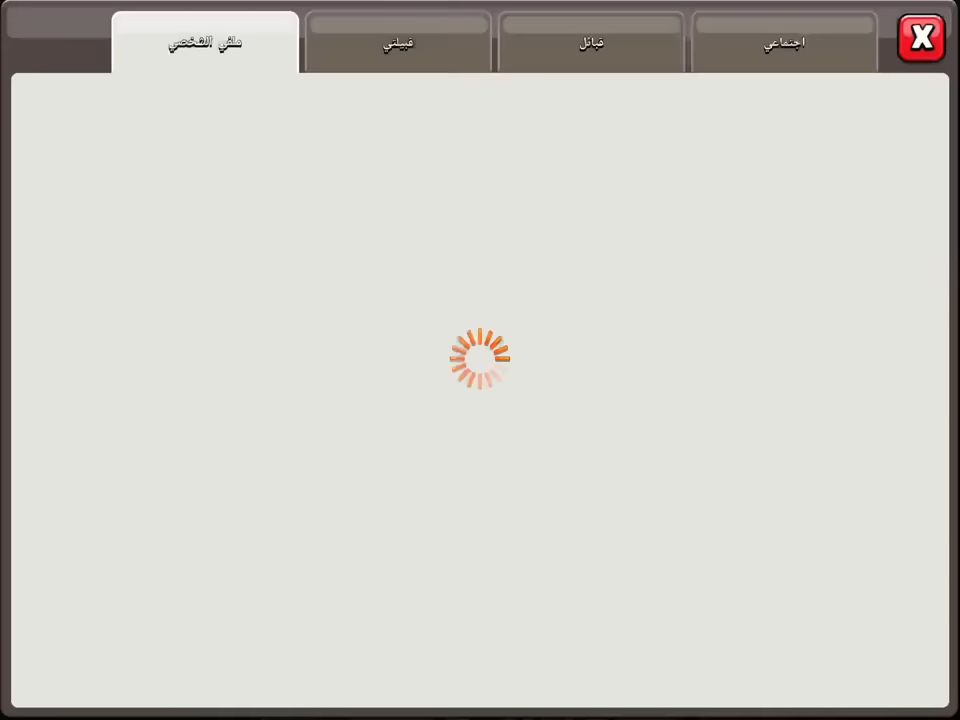 ملفي الشخصي
قبيلتي
قبائل
اجتماعي
X